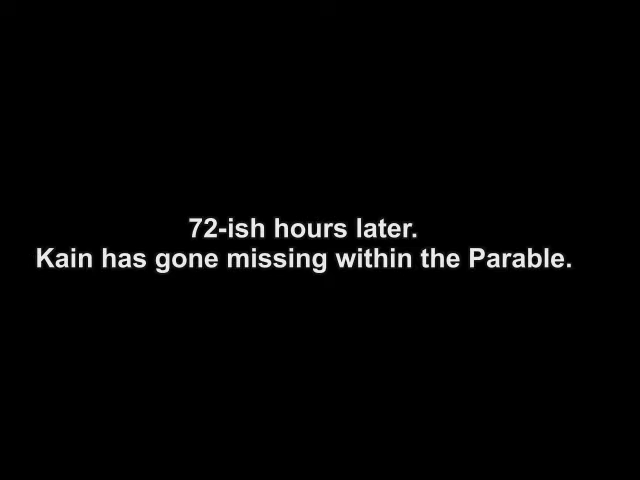 72-ish hours later.
Kain has gone missing within the Parable.